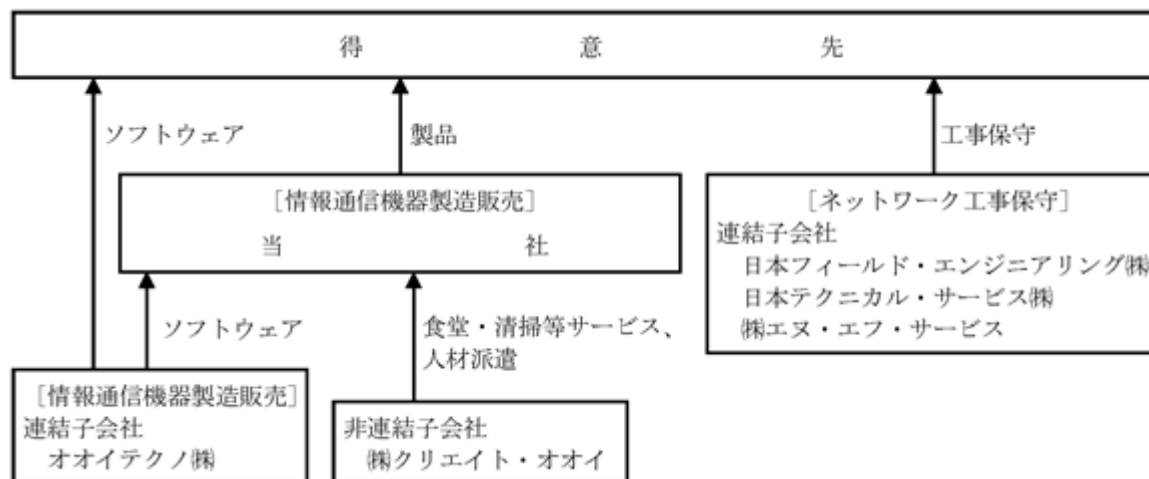 得意先
ソフトウェア
製品
工事保守
［情報通信機器製造販売］
当社
［ネットワーク工事保守］
連結子会社
日本フィールド・エンジニアリング㈱
日本テクニカル・サービス㈱
㈱エヌ・エフ・サービス
ソフトウェア
食堂・清掃等サービス、
人材派遣
［情報通信機器製造販売］
連結子会社
オオイテクノ㈱
非連結子会社
㈱クリエイト・オオイ